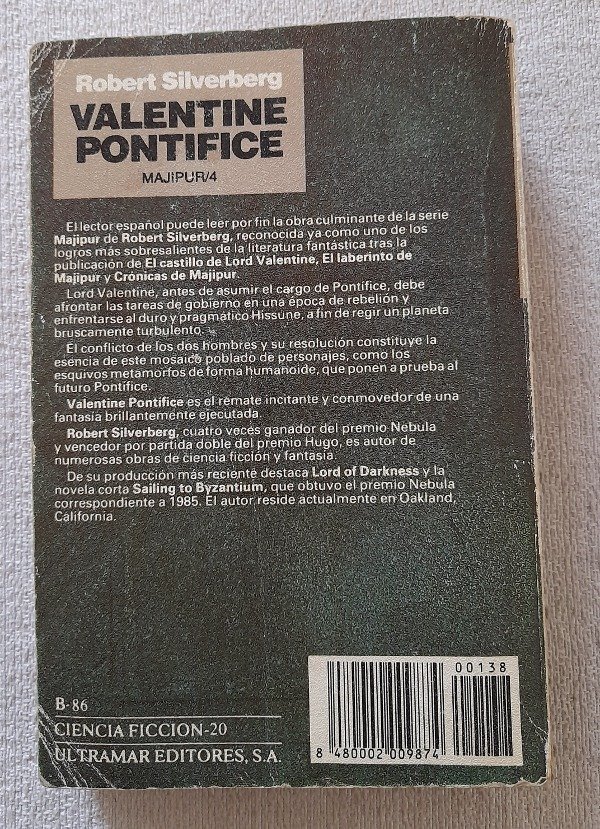 Robert Silverberg
VALENTINE
PONTIFICE
MAJIPUR/4
El lector español puede leer por fin la obra culminante de la serie
Majipur de Robert Silverberg, reconocida ya como uno de los
logros más sobresalientes de la literatura fantástica tras la
publicación de El castillo de Lord Valentine, El laberinto de
Majipur y Crónicas de Majipur.
Lord Valentine, antes de asumir el cargo de Pontífice, debe
afrontar las tareas de gobierno en una época de rebelión y
enfrentarse al duro y pragmático Hissune, a fin de regir un planeta
bruscamente turbulento.
El conflicto de los dos hombres y su resolución constituye la
esencia de este mosaico poblado de personajes, como los
esquivos metamorfos de forma humanoide, que ponen a prueba al
futuro Pontífice.
Valentine Pontífice es el remate incitante y conmovedor de una
fantasía brillantemente ejecutada.
Robert Silverberg, cuatro veces ganador del premio Nebula
y vencedor por partida doble del premio Hugo, es autor de
numerosas obras de ciencia ficción y fantasía.
De su producción más reciente destaca Lord of Darkness y la
novela corta Sailing to Byzantium, que obtuvo el premio Nebula
correspondiente a 1985. El autor reside actualmente en Oakland,
California.
00138
B-86
CIENCIA FICCION-20
ULTRAMAR EDITORES, S.A.
8 480002 009874